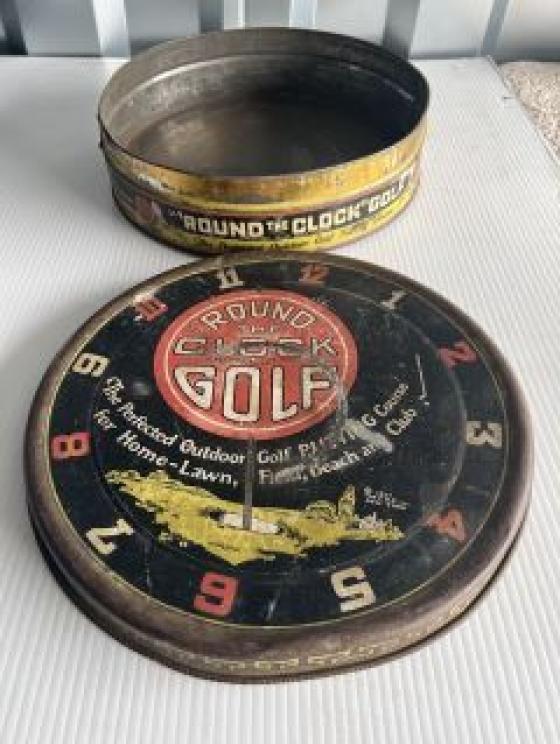 "ROUND THE CLOCK" GOLF
11 12 1
10 2
9 3
8 4
7 5
6
ROUND
THE
CLOCK
GOLF
The Perfected Outdoor Golf PUTTING Course
for Home-Lawn, Field, Beach and Club